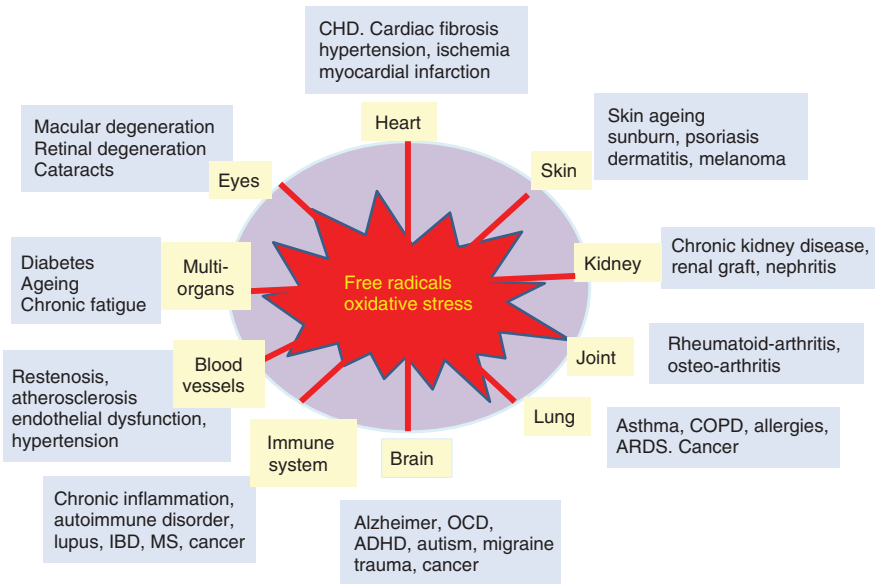 CHD. Cardiac fibrosis
hypertension, ischemia
myocardial infarction
Heart
Skin ageing
sunburn, psoriasis
dermatitis, melanoma
Skin
Macular degeneration
Retinal degeneration
Cataracts
Eyes
Chronic kidney disease,
renal graft, nephritis
Kidney
Diabetes
Ageing
Chronic fatigue
Multi-
organs
Free radicals
oxidative stress
Rheumatoid-arthritis,
osteo-arthritis
Joint
Blood
vessels
Restenosis,
atherosclerosis
endothelial dysfunction,
hypertension
Lung
Asthma, COPD, allergies,
ARDS. Cancer
Immune
system
Brain
Chronic inflammation,
autoimmune disorder,
lupus, IBD, MS, cancer
Alzheimer, OCD,
ADHD, autism, migraine
trauma, cancer